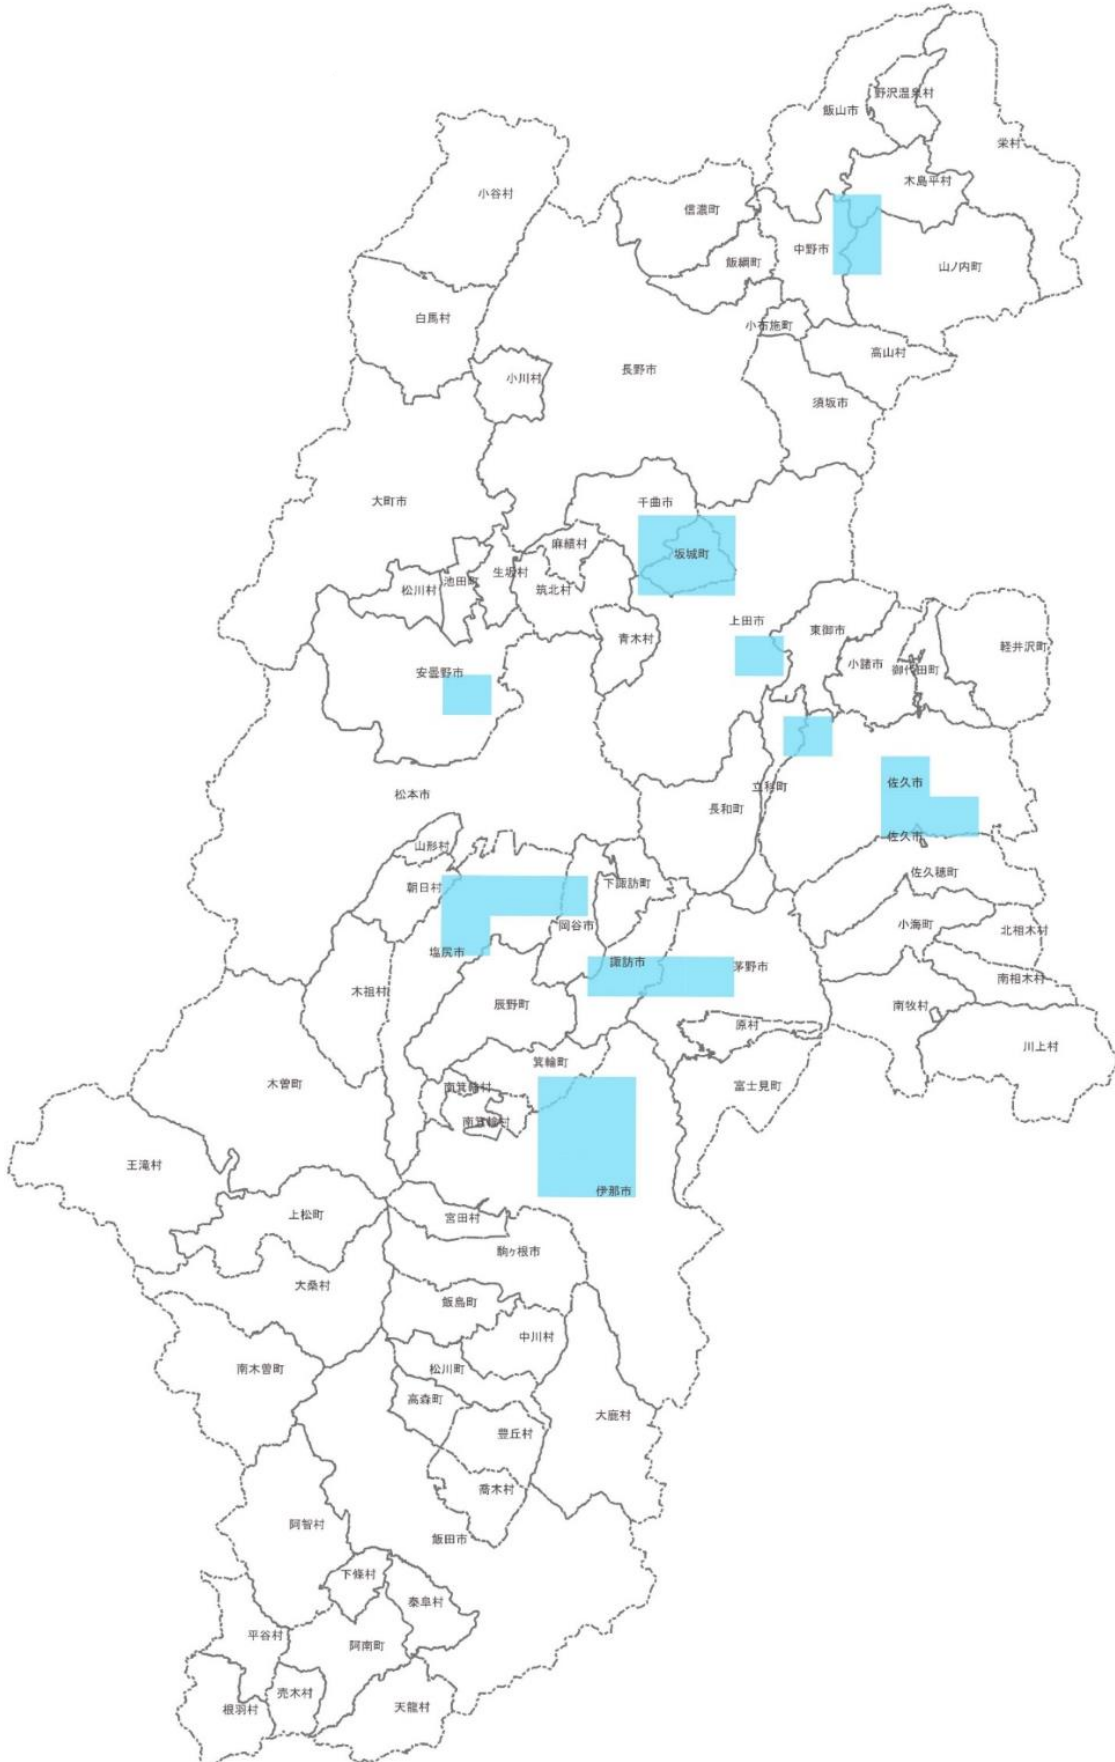 野沢温泉村
飯山市
栄村
木島平村
小谷村
信濃町
中野市
飯綱町
山ノ内町
白馬村
小布施町
高山村
長野市
小川村
須坂市
大町市
千曲市
麻績村
坂城町
生坂村
池田町
松川村
筑北村
上田市
東御市
青木村
軽井沢町
小諸市
御代田町
安曇野市
佐久市
立科町
松本市
長和町
佐久市
山形村
佐久穂町
下諏訪町
朝日村
小海町
岡谷市
北相木村
塩尻市
諏訪市
茅野市
南相木村
木祖村
辰野町
南牧村
原村
川上村
箕輪町
木曽町
南箕輪村
富士見町
南箕輪村
王滝村
伊那市
上松町
宮田村
駒ヶ根市
大桑村
飯島町
中川村
南木曽町
松川町
高森町
大鹿村
豊丘村
喬木村
阿智村
飯田市
下條村
泰阜村
平谷村
阿南町
売木村
根羽村
天龍村